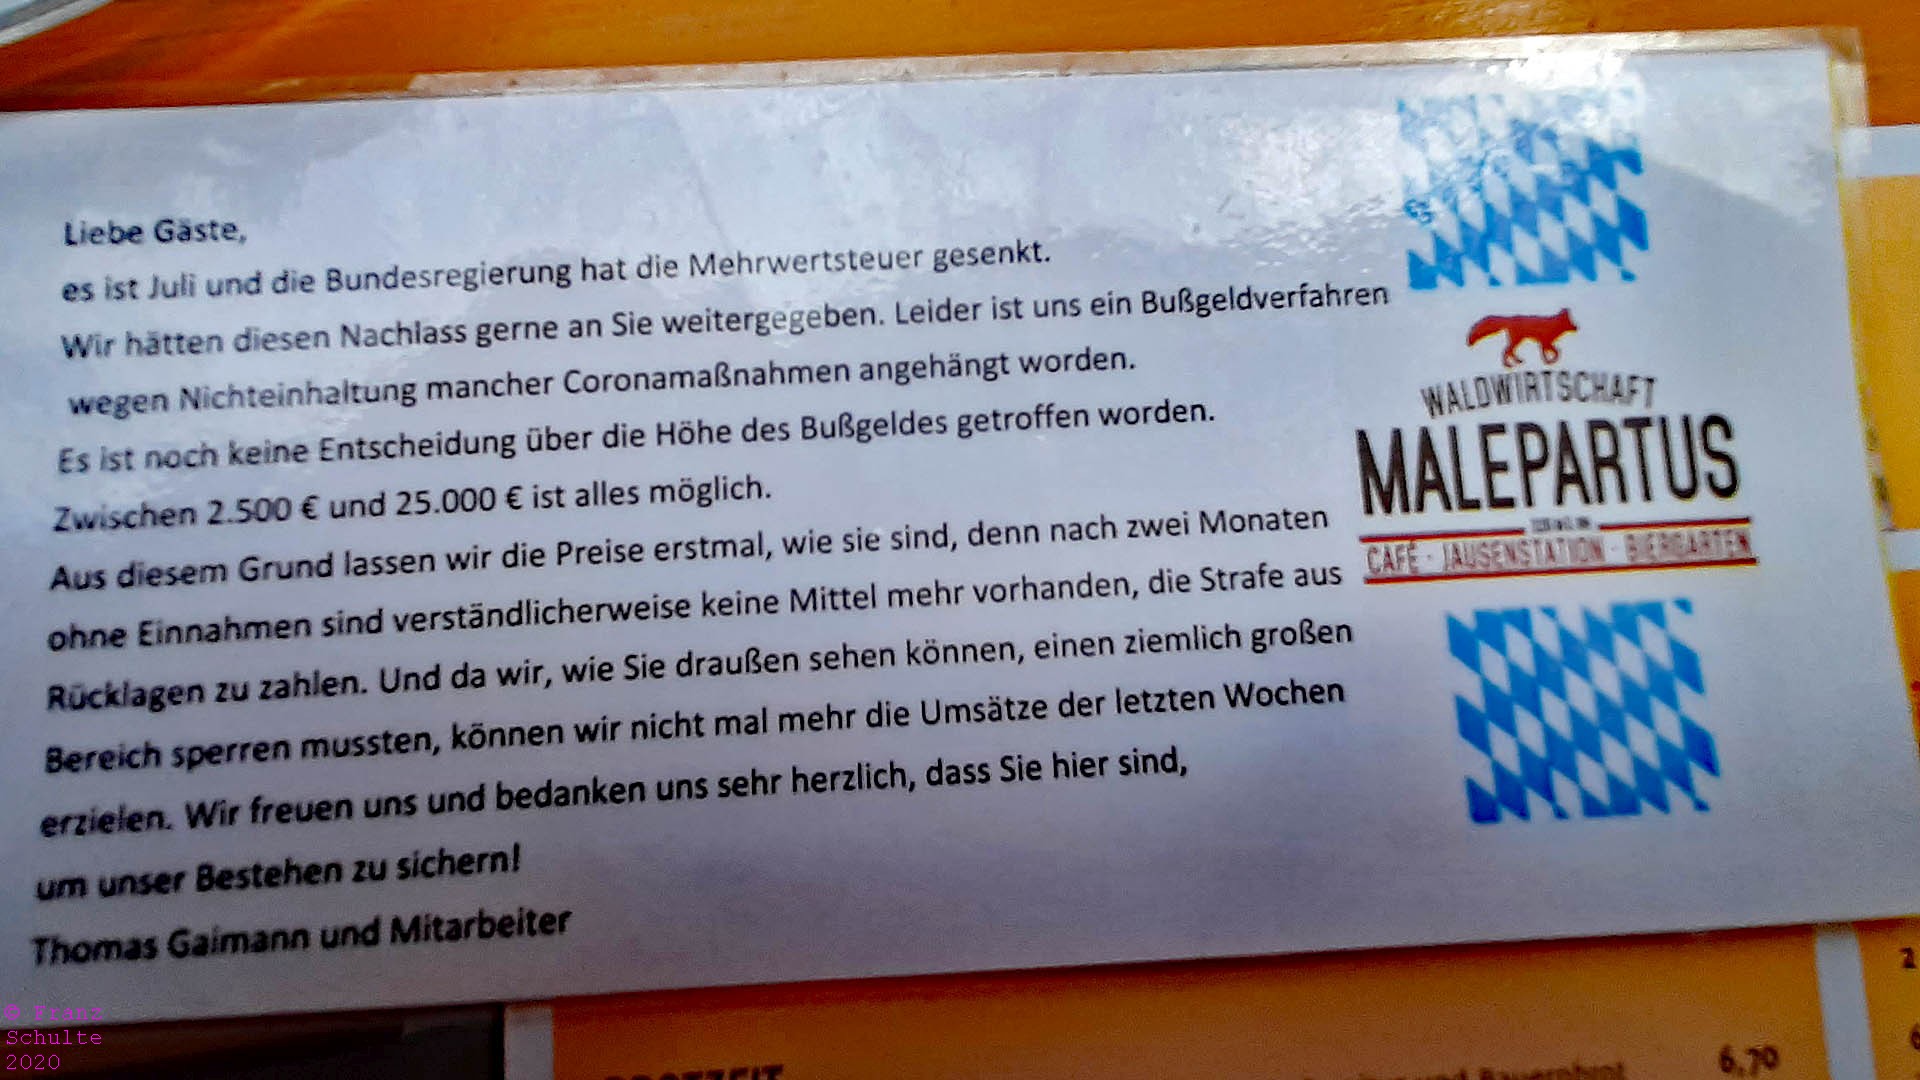 Liebe Gäste,
es ist Juli und die Bundesregierung hat die Mehrwertsteuer gesenkt.
Wir hätten diesen Nachlass gerne an Sie weitergegeben. Leider ist uns ein Bußgeldverfahren
wegen Nichteinhaltung mancher Coronamaßnahmen angehängt worden.
Es ist noch keine Entscheidung über die Höhe des Bußgeldes getroffen worden.
Zwischen 2.500 € und 25.000 € ist alles möglich.
Aus diesem Grund lassen wir die Preise erstmal, wie sie sind, denn nach zwei Monaten
ohne Einnahmen sind verständlicherweise keine Mittel mehr vorhanden, die Strafe aus
Rücklagen zu zahlen. Und da wir, wie Sie draußen sehen können, einen ziemlich großen
Bereich sperren mussten, können wir nicht mal mehr die Umsätze der letzten Wochen
erzielen. Wir freuen uns und bedanken uns sehr herzlich, dass Sie hier sind,
um unser Bestehen zu sichern!
Thomas Gaimann und Mitarbeiter
WALDWIRTSCHAFT
MALEPARTUS
CAFÉ · JAUSENSTATION · BIERGARTEN
6,70
© Franz
Schulte
2020